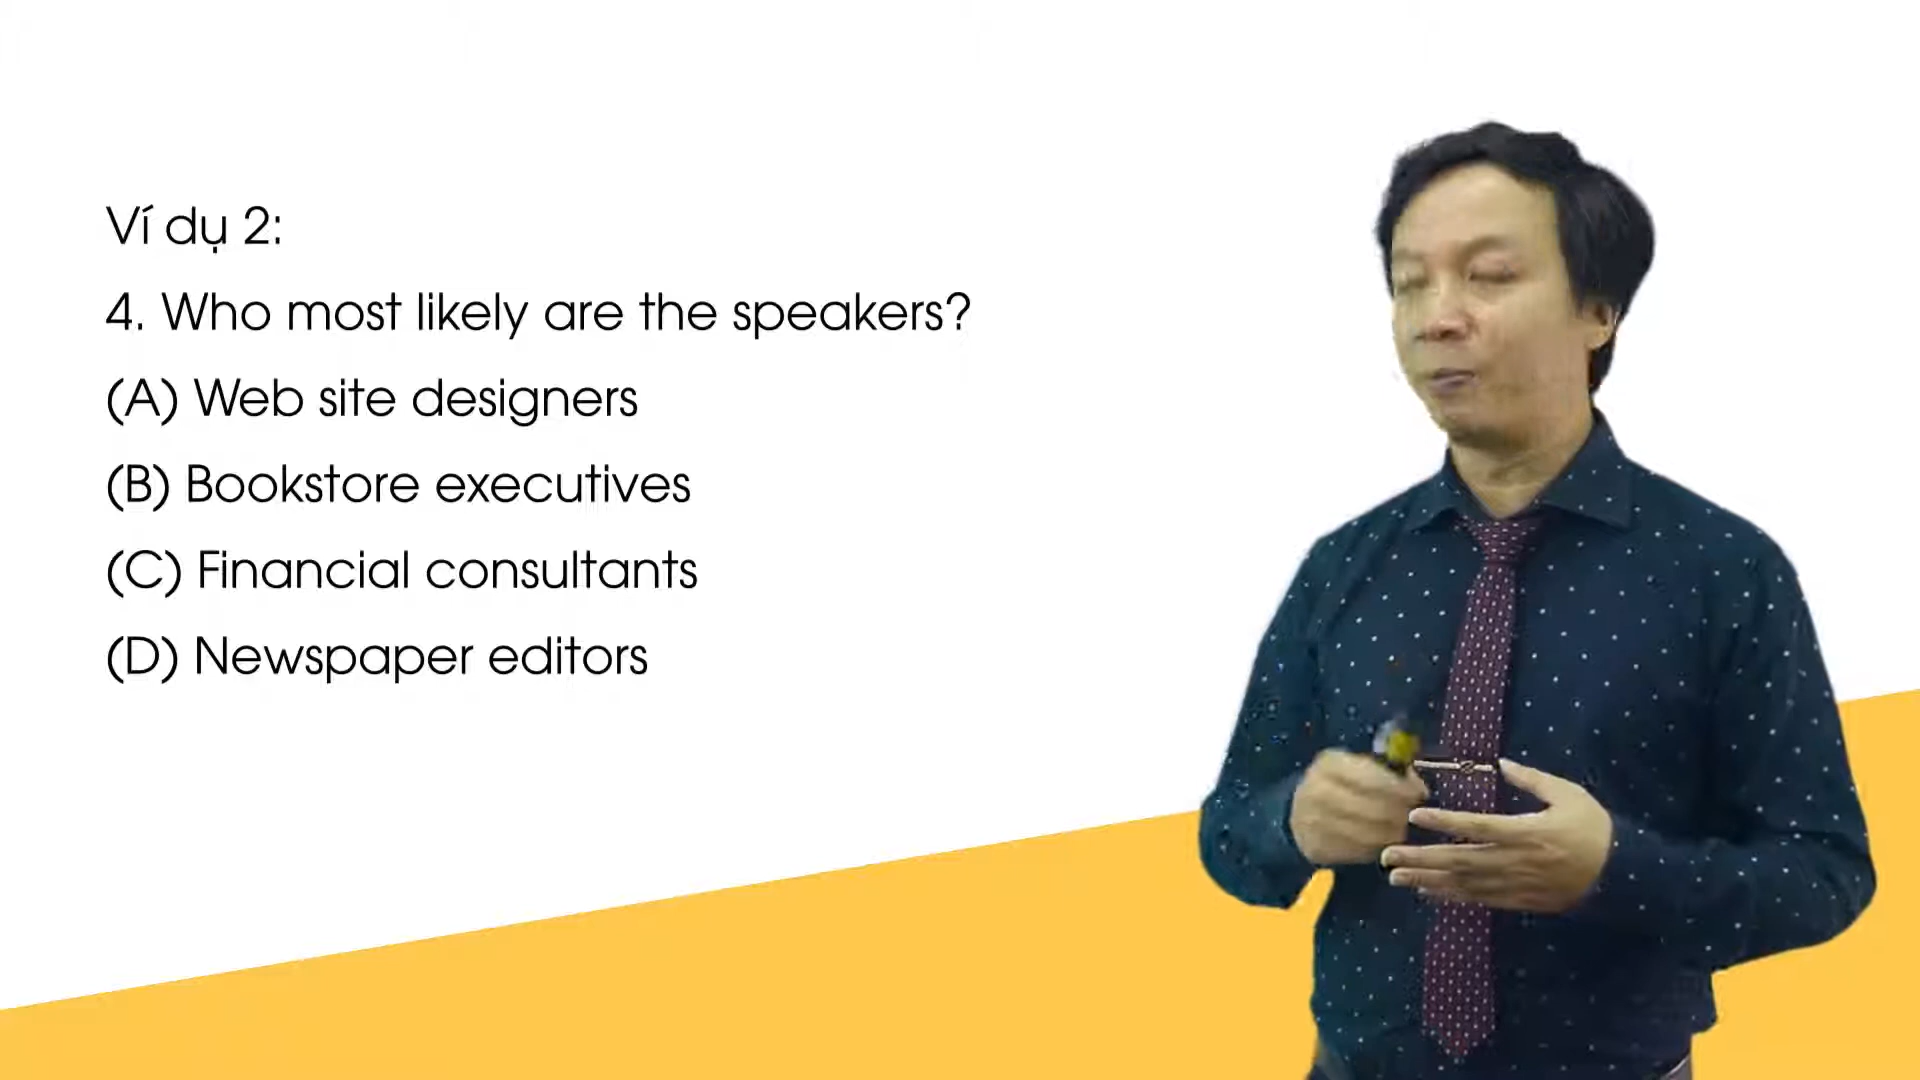 Ví dụ 2:
4. Who most likely are the speakers?
(A) Web site designers
(B) Bookstore executives
(C) Financial consultants
(D) Newspaper editors